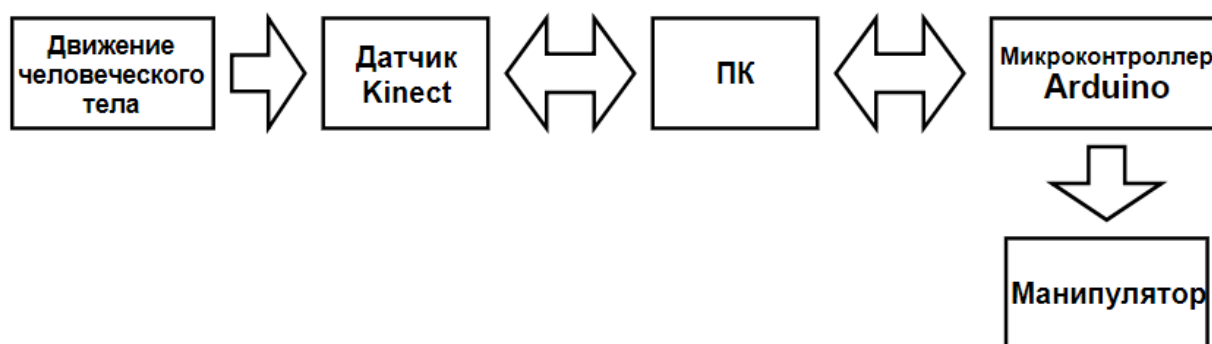 Движение
человеческого
тела
Датчик
Kinect
ПК
Микроконтроллер
Arduino
Манипулятор